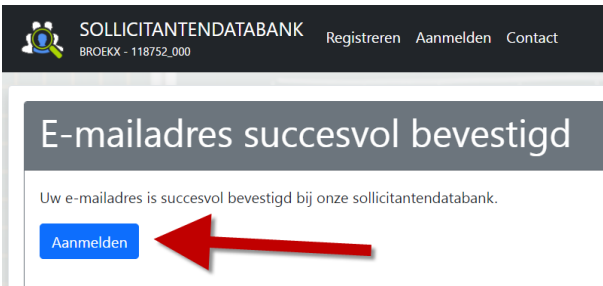 SOLLICITANTENDATABANK
BROEKX - 118752_000
Registreren Aanmelden Contact
E-mailadres succesvol bevestigd
Uw e-mailadres is succesvol bevestigd bij onze sollicitantendatabank.
Aanmelden